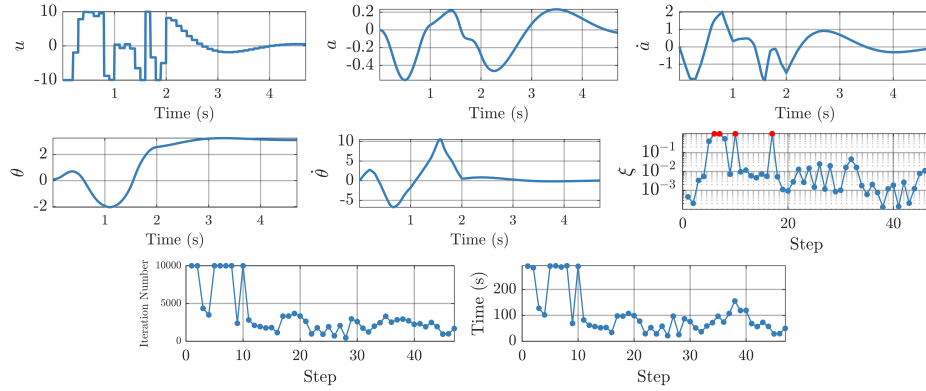 10
0
-10
u
1 2 3 4
Time (s)
0.2
0
-0.2
-0.4
a
1 2 3 4
Time (s)
1
0
-1
ȧ
1 2 3 4
Time (s)
2
0
-2
θ
1 2 3 4
Time (s)
10
5
0
-5
θ̇
1 2 3 4
Time (s)
10⁻¹
10⁻²
10⁻³
ξ
0 20 40
Step
10000
5000
0
Iteration Number
0 10 20 30 40
Step
200
100
0
Time (s)
0 10 20 30 40
Step